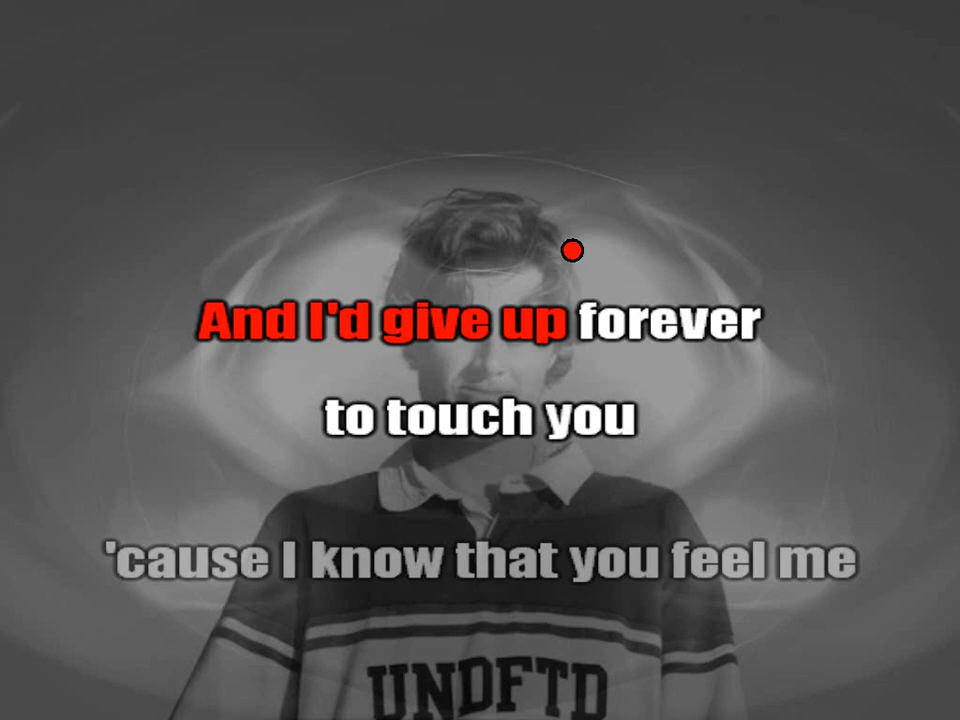 And I'd give up forever
to touch you
'cause I know that you feel me
UNDFTD